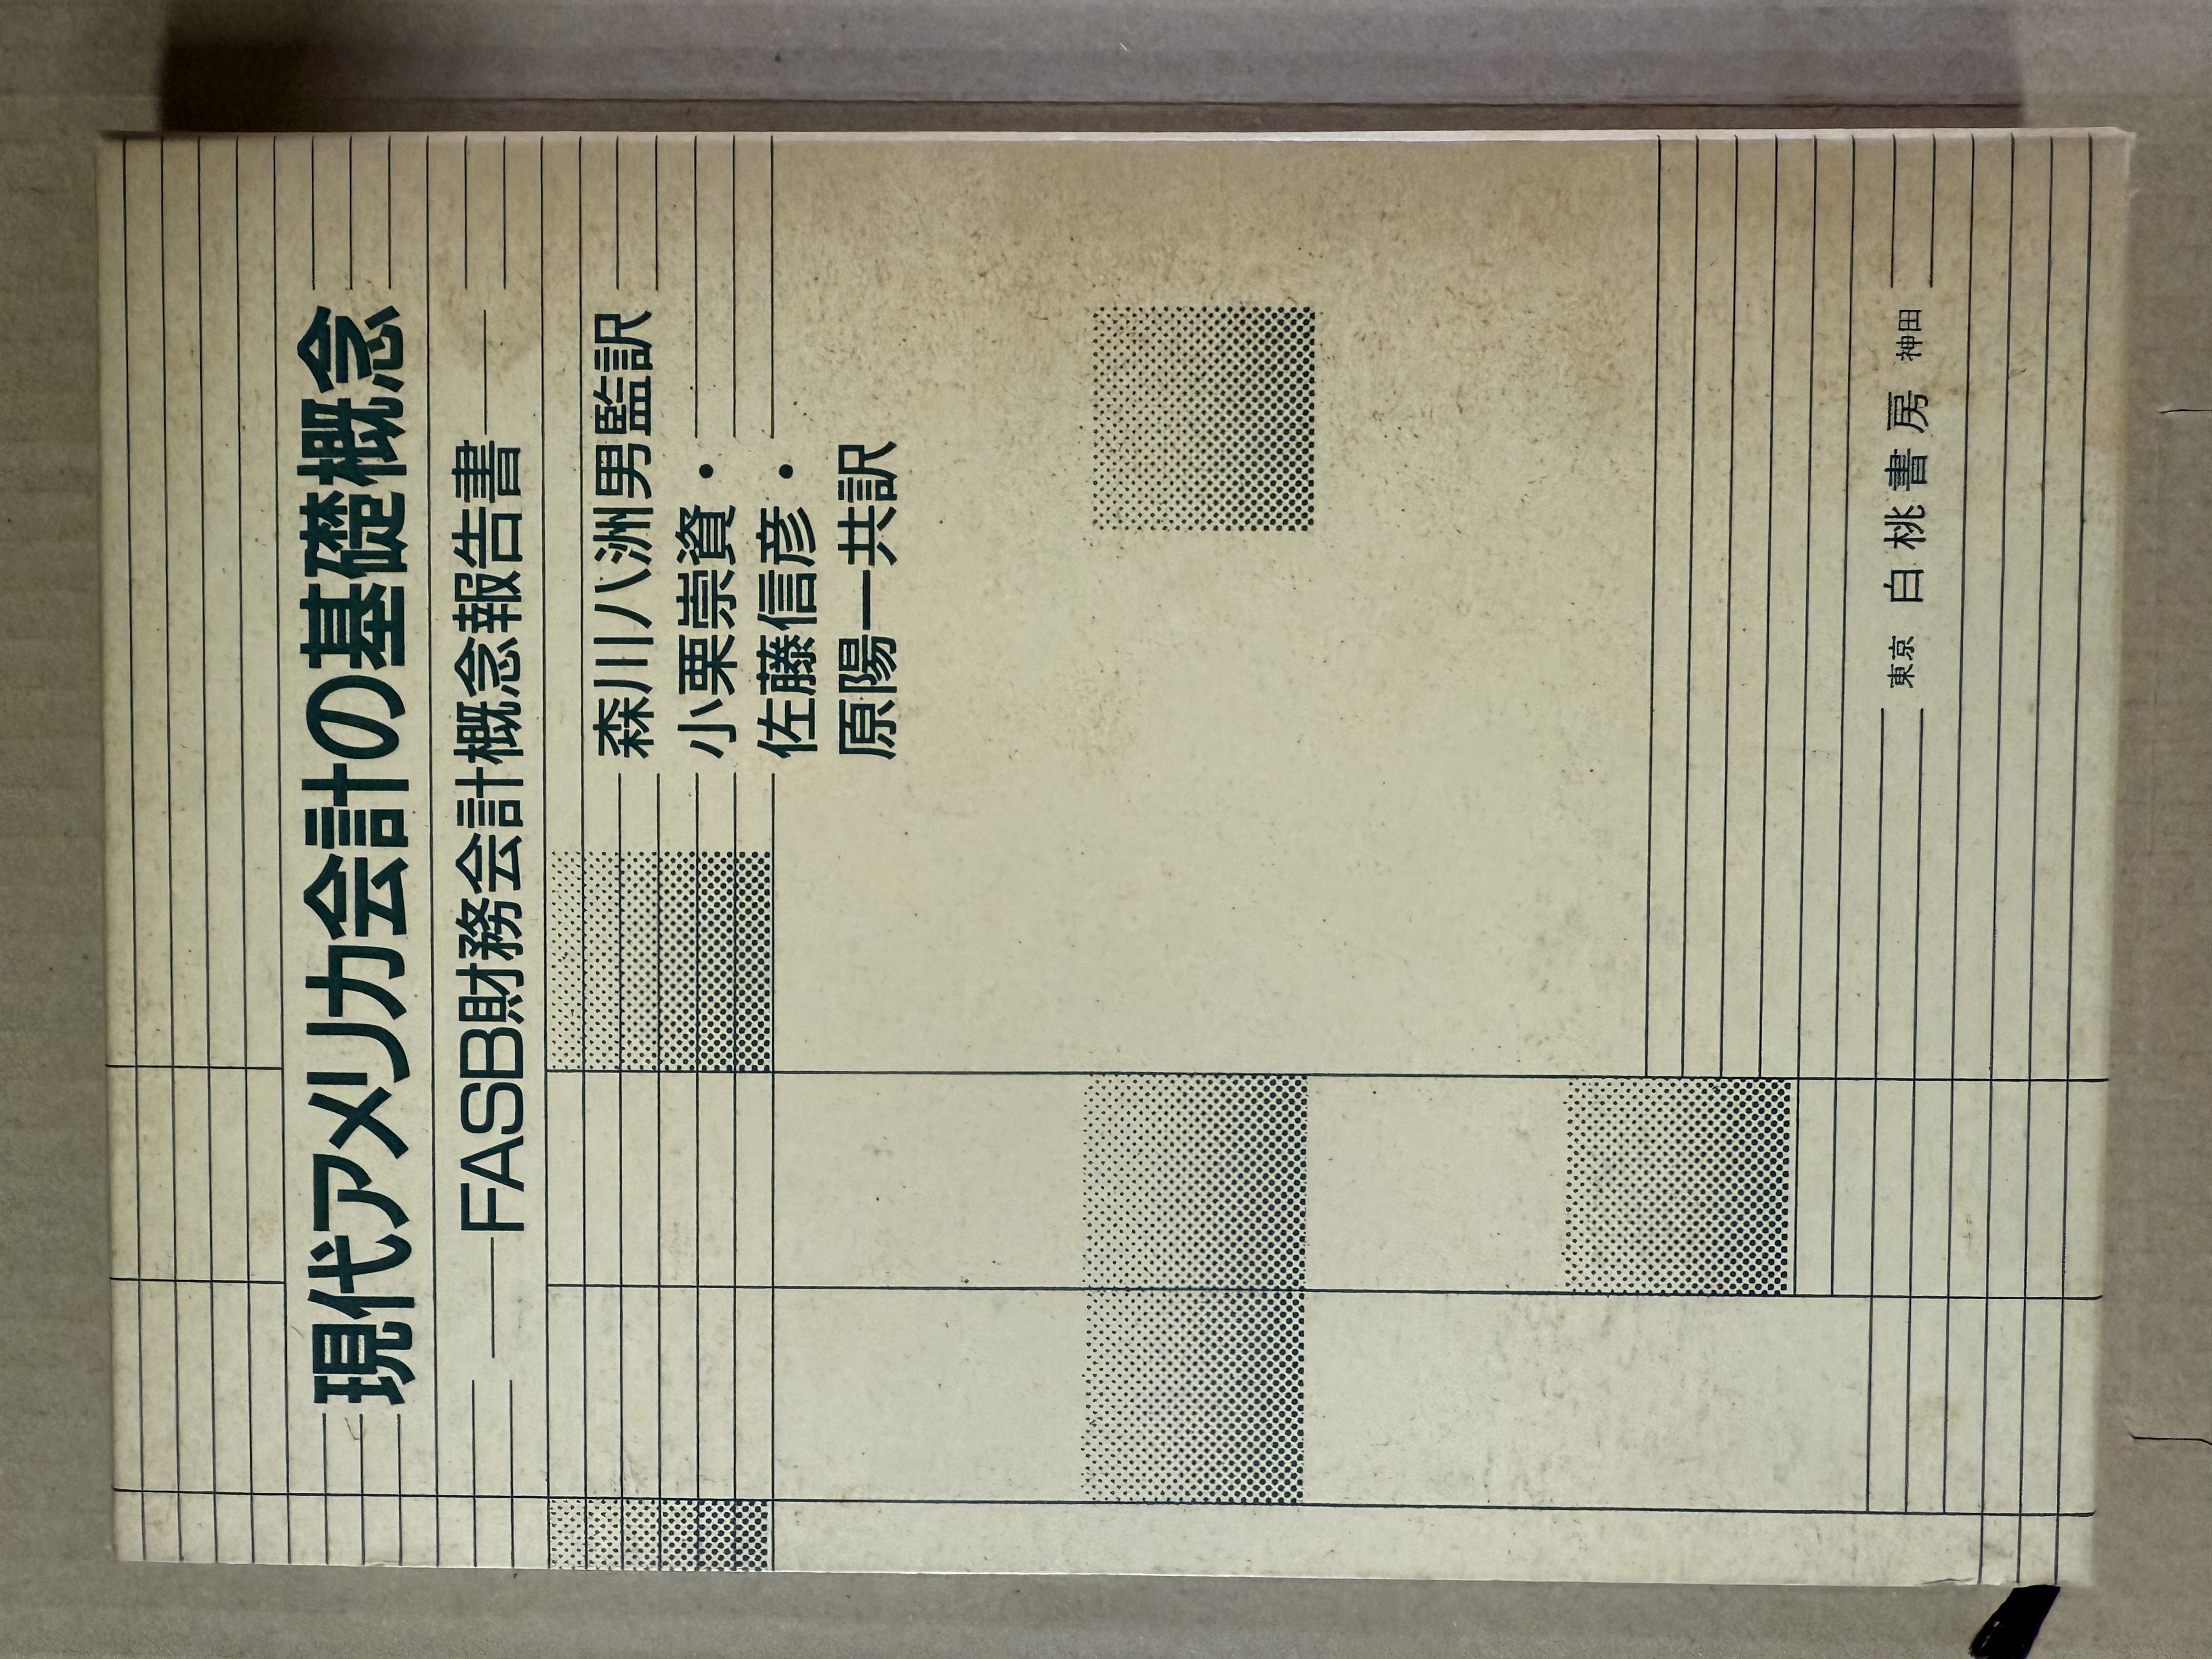 現代アメリカ会計の基礎概念
—FASB財務会計概念報告書—
森川八洲男監訳
小栗崇資・
佐藤信彦・
原陽一共訳
東京 白桃書房 神田